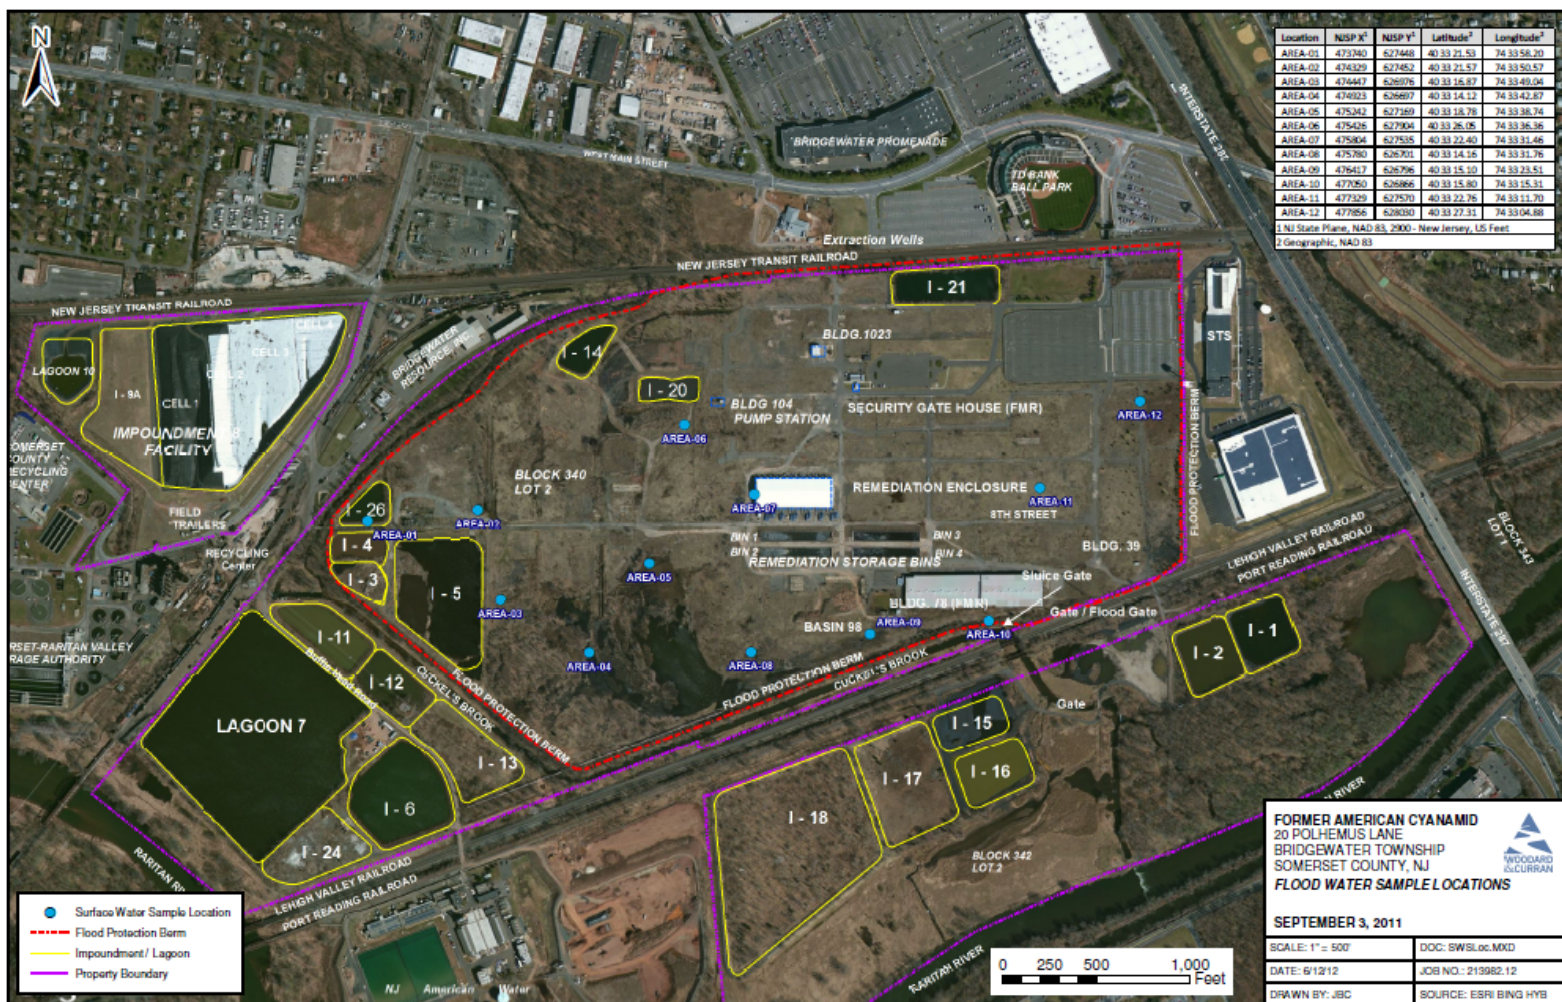 N
WEST MAIN STREET
BRIDGEWATER PROMENADE
TD BANK
BALL PARK
INTERSTATE 287
Extraction Wells
NEW JERSEY TRANSIT RAILROAD
NEW JERSEY TRANSIT RAILROAD
Location NJSP X¹ NJSP Y¹ Latitude² Longitude²
AREA-01 473740 627448 40 33 21.53 74 33 58.20
AREA-02 474329 627452 40 33 21.57 74 33 50.57
AREA-03 474447 626976 40 33 16.87 74 33 49.04
AREA-04 474923 626697 40 33 14.12 74 33 42.87
AREA-05 475242 627169 40 33 18.78 74 33 38.74
AREA-06 475426 627904 40 33 26.05 74 33 36.36
AREA-07 475804 627535 40 33 22.40 74 33 31.46
AREA-08 475780 626701 40 33 14.16 74 33 31.76
AREA-09 476417 626796 40 33 15.10 74 33 23.51
AREA-10 477050 626866 40 33 15.80 74 33 15.31
AREA-11 477329 627570 40 33 22.76 74 33 11.70
AREA-12 477856 628030 40 33 27.31 74 33 04.88
1 NJ State Plane, NAD 83, 2900 - New Jersey, US Feet
2 Geographic, NAD 83
I - 21
BLDG.1023
STS
BRIDGEWATER
RESOURCE, INC.
I - 14
I - 20
BLDG 104
PUMP STATION
SECURITY GATE HOUSE (FMR)
AREA-12
AREA-06
LAGOON 10
I - 9A
CELL 1
CELL 3
IMPOUNDMENT 8
FACILITY
SOMERSET
COUNTY
RECYCLING
CENTER
FIELD
TRAILERS
RECYCLING
Center
BLOCK 340
LOT 2
FLOOD PROTECTION BERM
REMEDIATION ENCLOSURE
AREA-07
AREA-11
8TH STREET
I - 26
AREA-01
AREA-02
I - 4
I - 3
I - 5
BIN 1
BIN 2
BIN 3
BIN 4
REMEDIATION STORAGE BINS
BLDG. 39
AREA-05
AREA-03
Sluice Gate
BLDG. 78 (FMR)
Gate / Flood Gate
BASIN 98
AREA-09
AREA-10
AREA-04
AREA-08
LEHIGH VALLEY RAILROAD
PORT READING RAILROAD
BLOCK 343
INTERSTATE 287
I - 1
I - 2
I -11
I -12
I - 13
CUCKEL'S BROOK
FLOOD PROTECTION BERM
FLOOD PROTECTION BERM
CUCKEL'S BROOK
LAGOON 7
I - 6
I - 24
Gate
I - 15
I - 16
I - 17
I - 18
BLOCK 342
LOT 2
RARITAN RIVER
LEHIGH VALLEY RAILROAD
PORT READING RAILROAD
NJ American Water
Surface Water Sample Location
Flood Protection Berm
Impoundment / Lagoon
Property Boundary
0 250 500 1,000
Feet
FORMER AMERICAN CYANAMID
20 POLHEMUS LANE
BRIDGEWATER TOWNSHIP
SOMERSET COUNTY, NJ
FLOOD WATER SAMPLE LOCATIONS
WOODARD
&CURRAN
SEPTEMBER 3, 2011
SCALE: 1" = 500' DOC: SWSLoc.MXD
DATE: 6/12/12 JOB NO.: 213982.12
DRAWN BY: JBC SOURCE: ESRI BING HYB